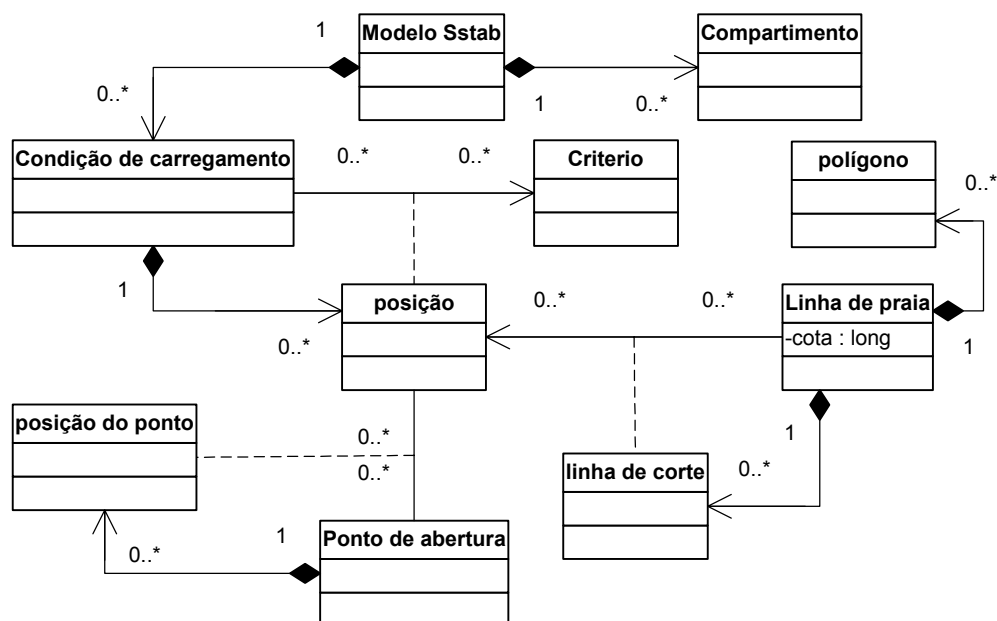 1
Modelo Sstab
Compartimento
0..*
1
0..*
Condição de carregamento
0..*
0..*
Criterio
polígono
0..*
1
posição
0..*
0..*
0..*
Linha de praia
-cota : long
1
posição do ponto
0..*
0..*
1
0..*
linha de corte
1
0..*
Ponto de abertura